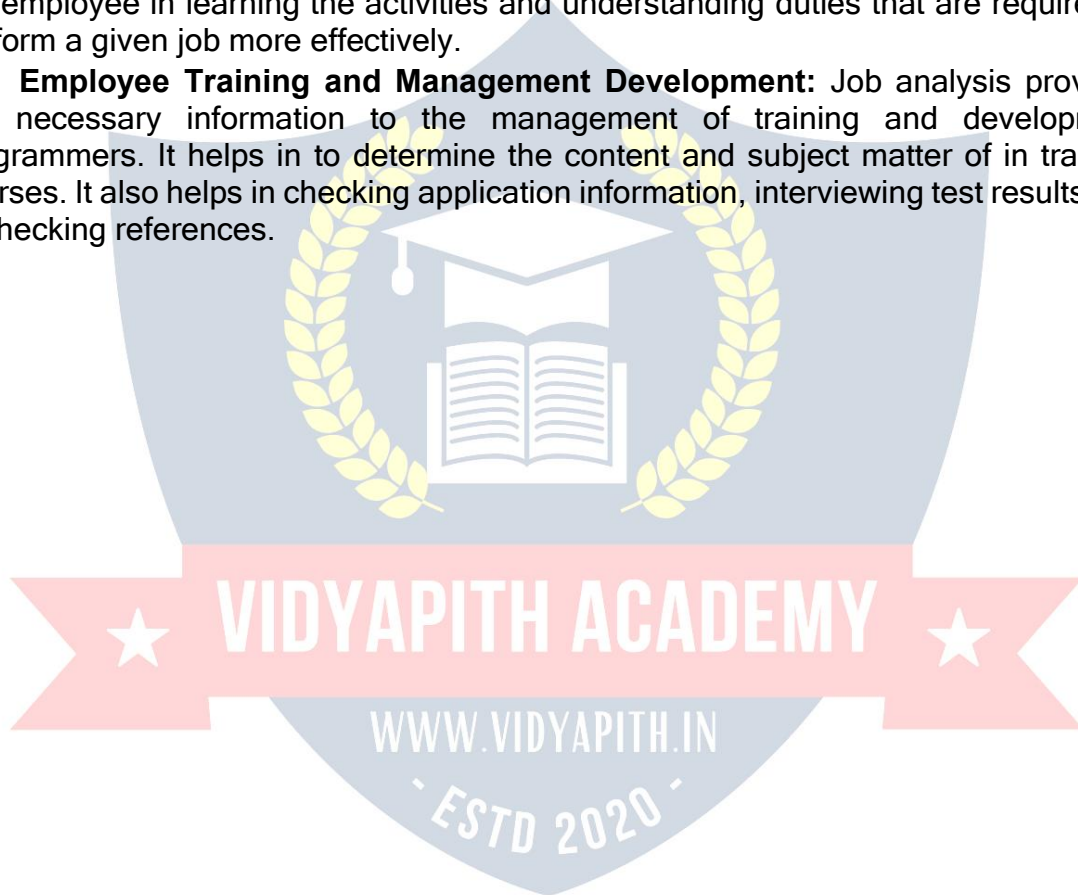 employee in learning the activities and understanding duties that are require
form a given job more effectively.
Employee Training and Management Development: Job analysis prov
necessary information to the management of training and develop
grammers. It helps in to determine the content and subject matter of in tra
rses. It also helps in checking application information, interviewing test results
hecking references.
VIDYAPITH ACADEMY
WWW.VIDYAPITH.IN
- ESTD 2020 -